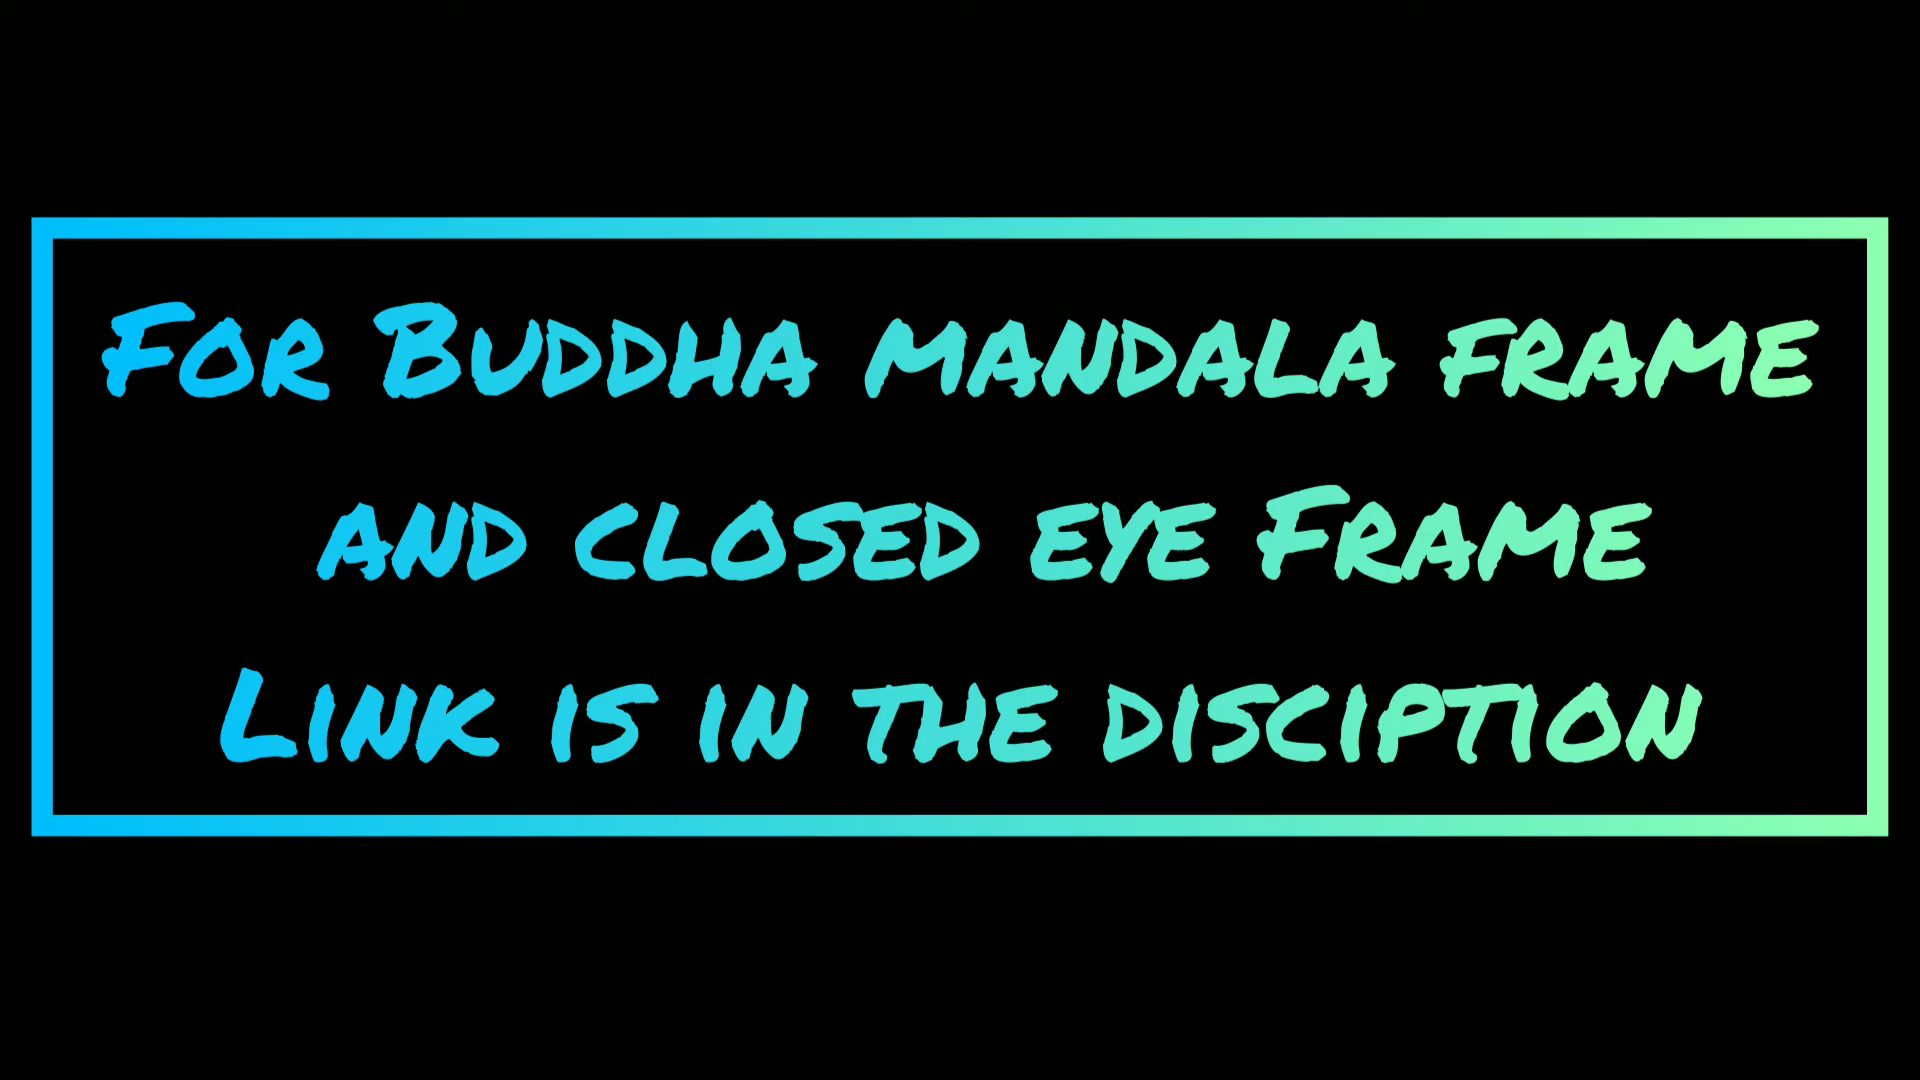 For Buddha mandala frame
and closed eye Frame
Link is in the disciption